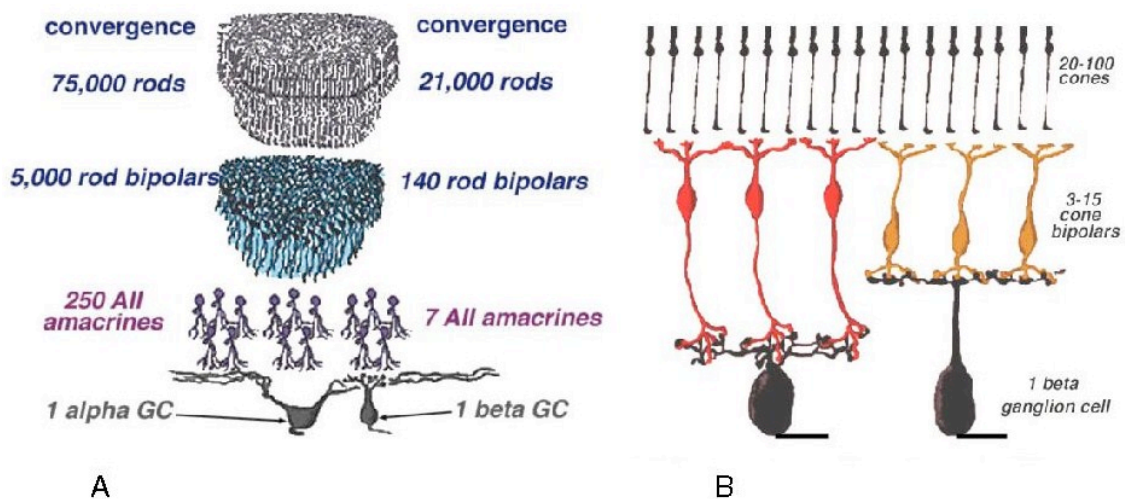 convergence
75,000 rods
5,000 rod bipolars
250 AII
amacrines
1 alpha GC
convergence
21,000 rods
140 rod bipolars
7 AII amacrines
1 beta GC
A
20-100
cones
3-15
cone
bipolars
1 beta
ganglion cell
B